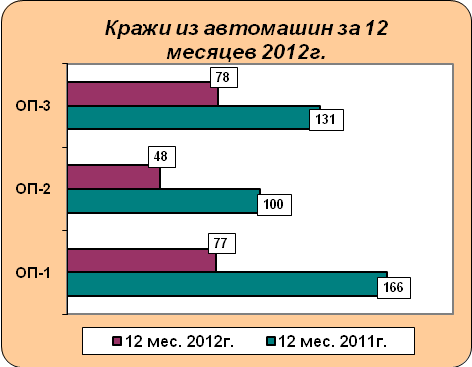 Кражи из автомашин за 12
месяцев 2012г.
78
ОП-3
131
48
ОП-2
100
77
ОП-1
166
12 мес. 2012г. 12 мес. 2011г.